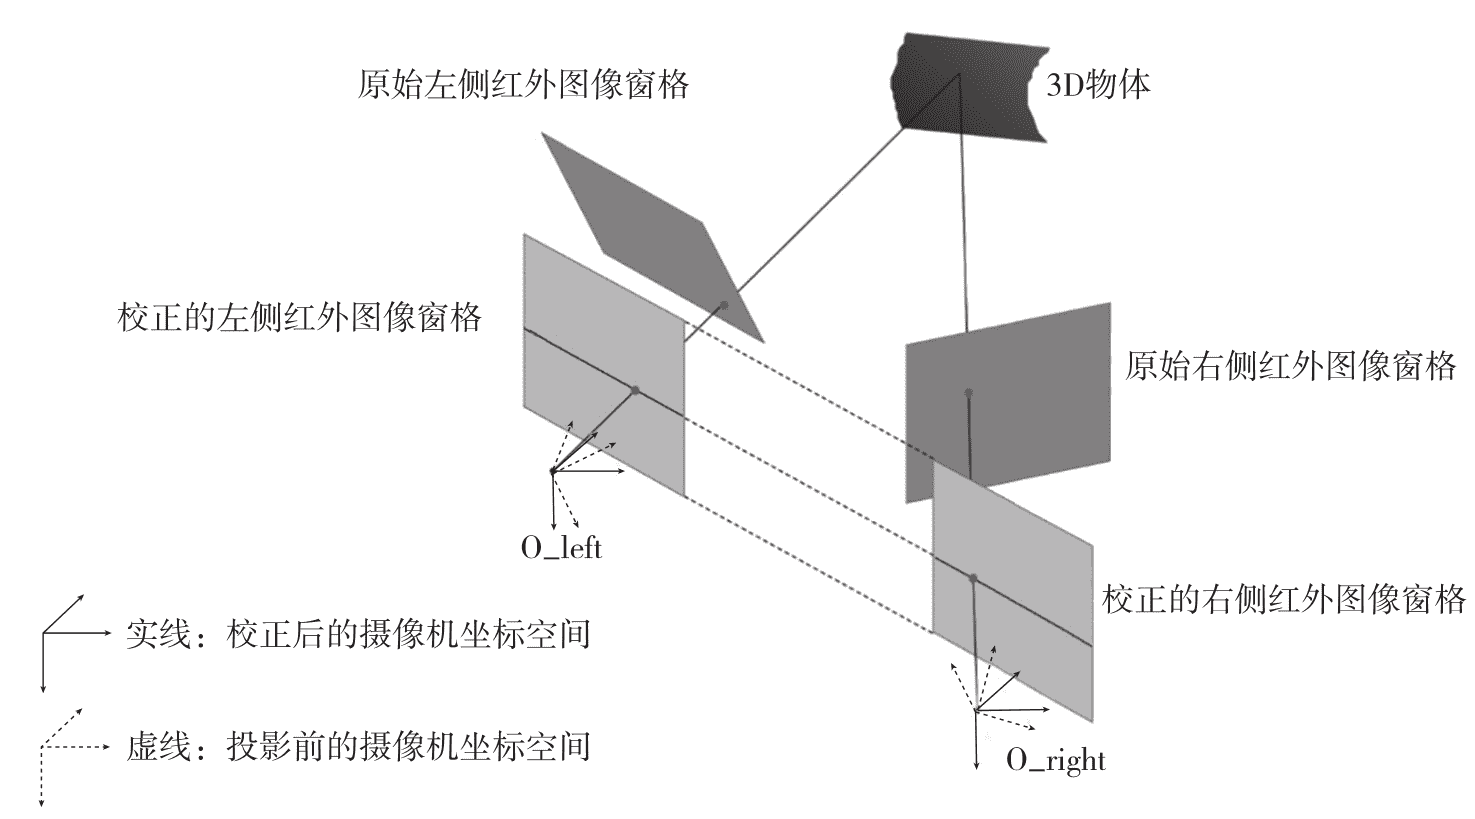 原始左侧红外图像窗格
3D物体
校正的左侧红外图像窗格
原始右侧红外图像窗格
O_left
校正的右侧红外图像窗格
实线：校正后的摄像机坐标空间
虚线：投影前的摄像机坐标空间
O_right